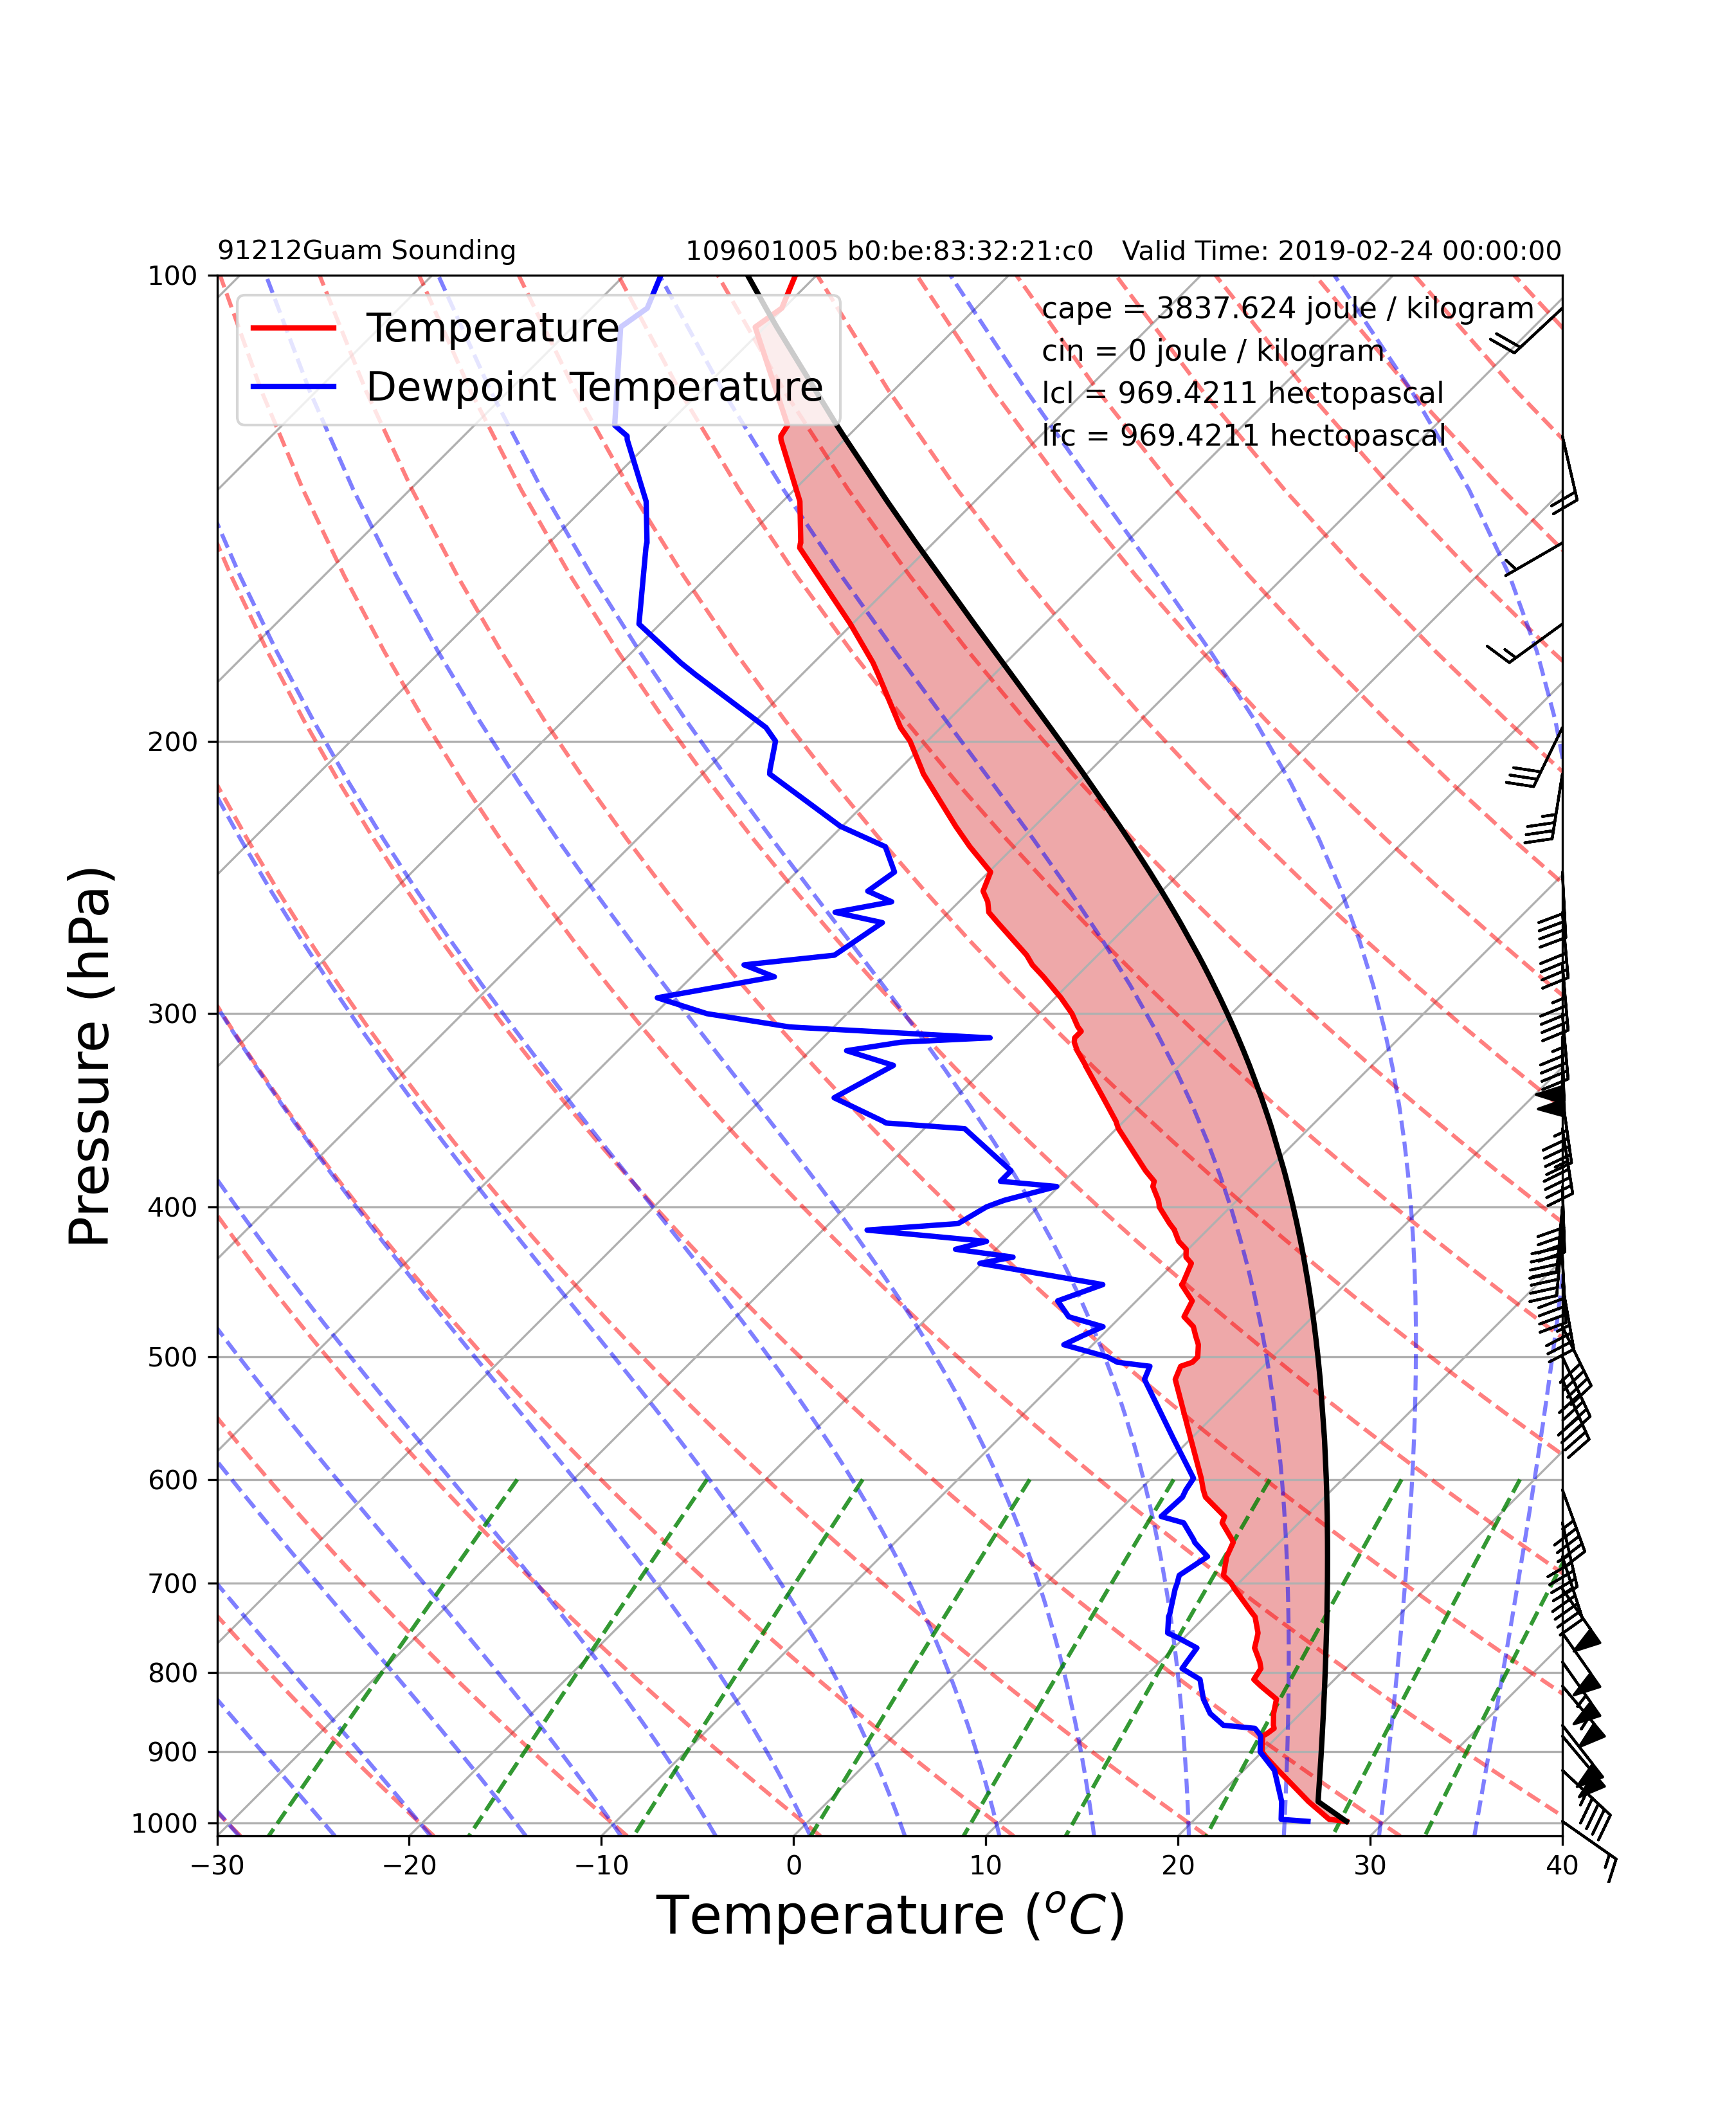 91212Guam Sounding 109601005 b0:be:83:32:21:c0 Valid Time: 2019-02-24 00:00:00
Temperature
Dewpoint Temperature
cape = 3837.624 joule / kilogram
cin = 0 joule / kilogram
lcl = 969.4211 hectopascal
lfc = 969.4211 hectopascal
Pressure (hPa)
100
200
300
400
500
600
700
800
900
1000
−30 −20 −10 0 10 20 30 40
Temperature (°C)